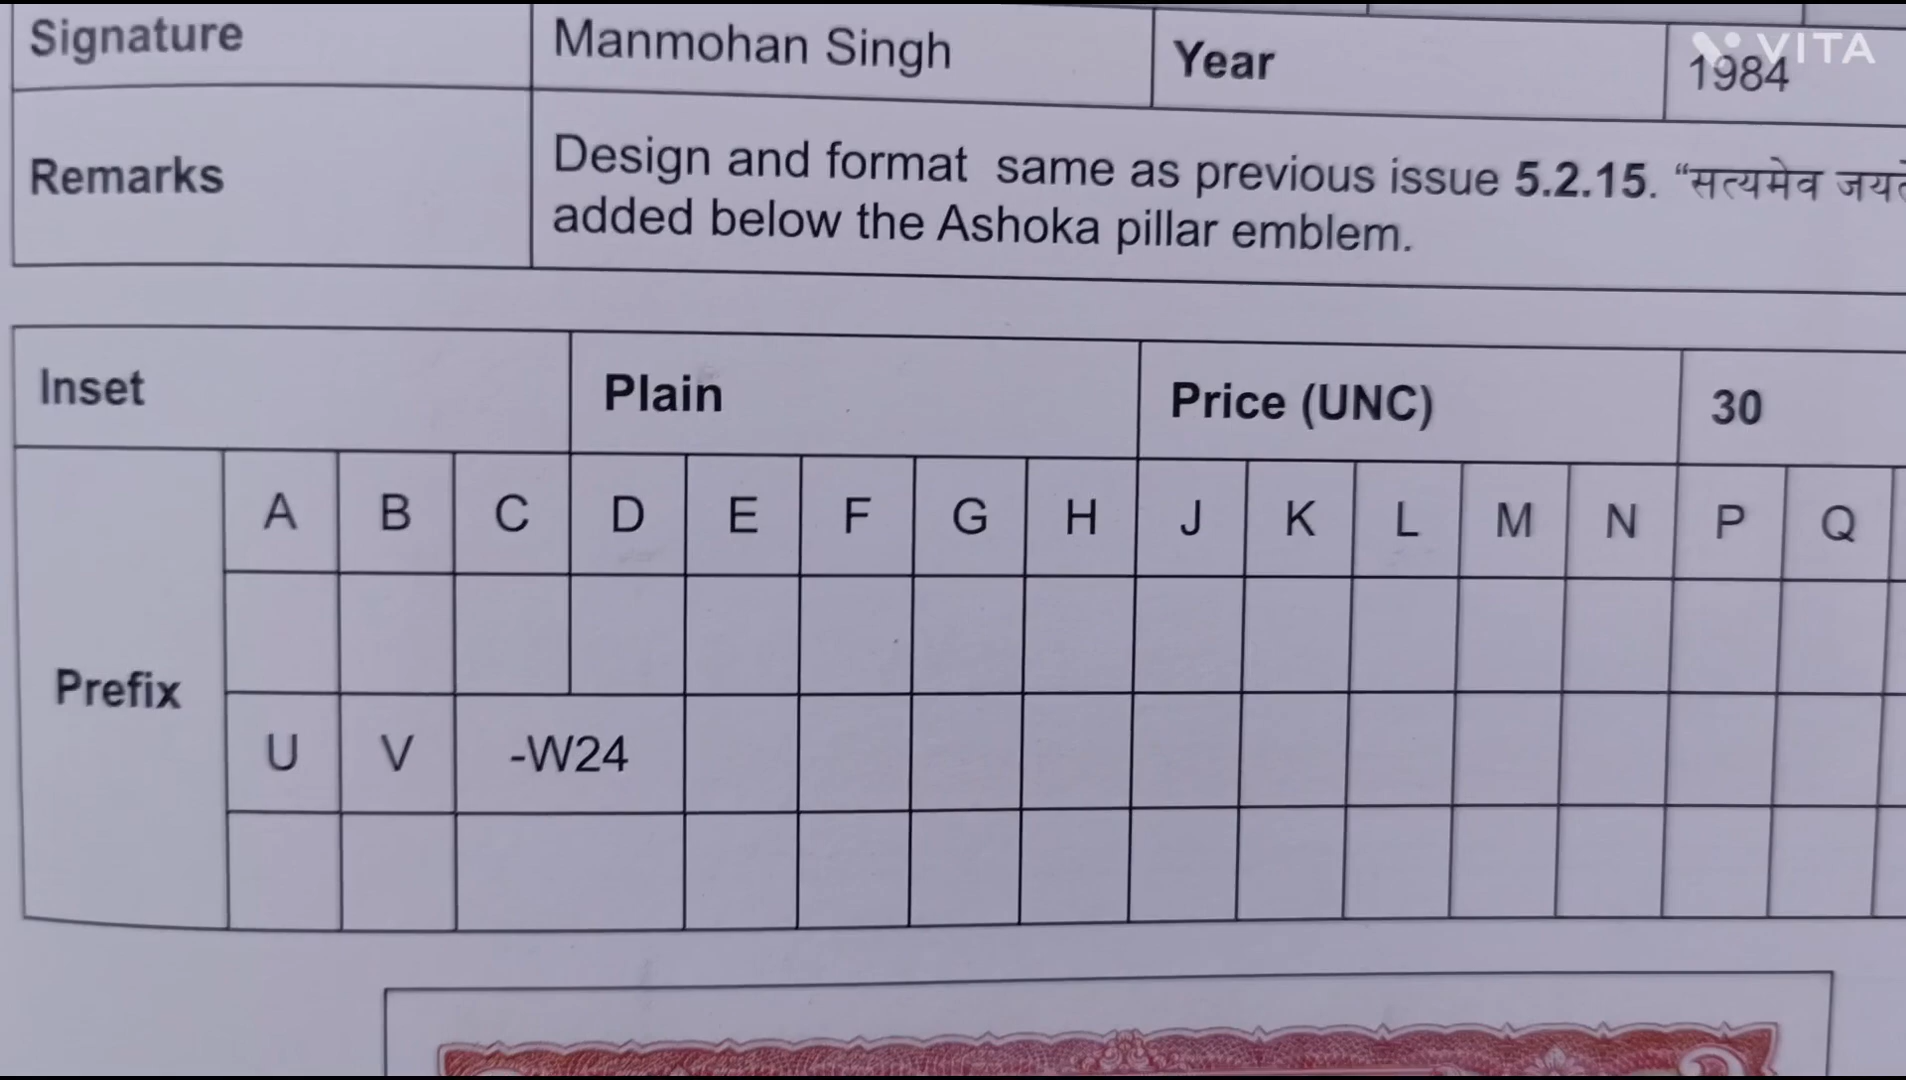 Signature Manmohan Singh Year 1984
VITA
Remarks Design and format same as previous issue 5.2.15. “सत्यमेव
added below the Ashoka pillar emblem.
Inset Plain Price (UNC) 30
A B C D E F G H J K L M N P Q
Prefix
U V -W24